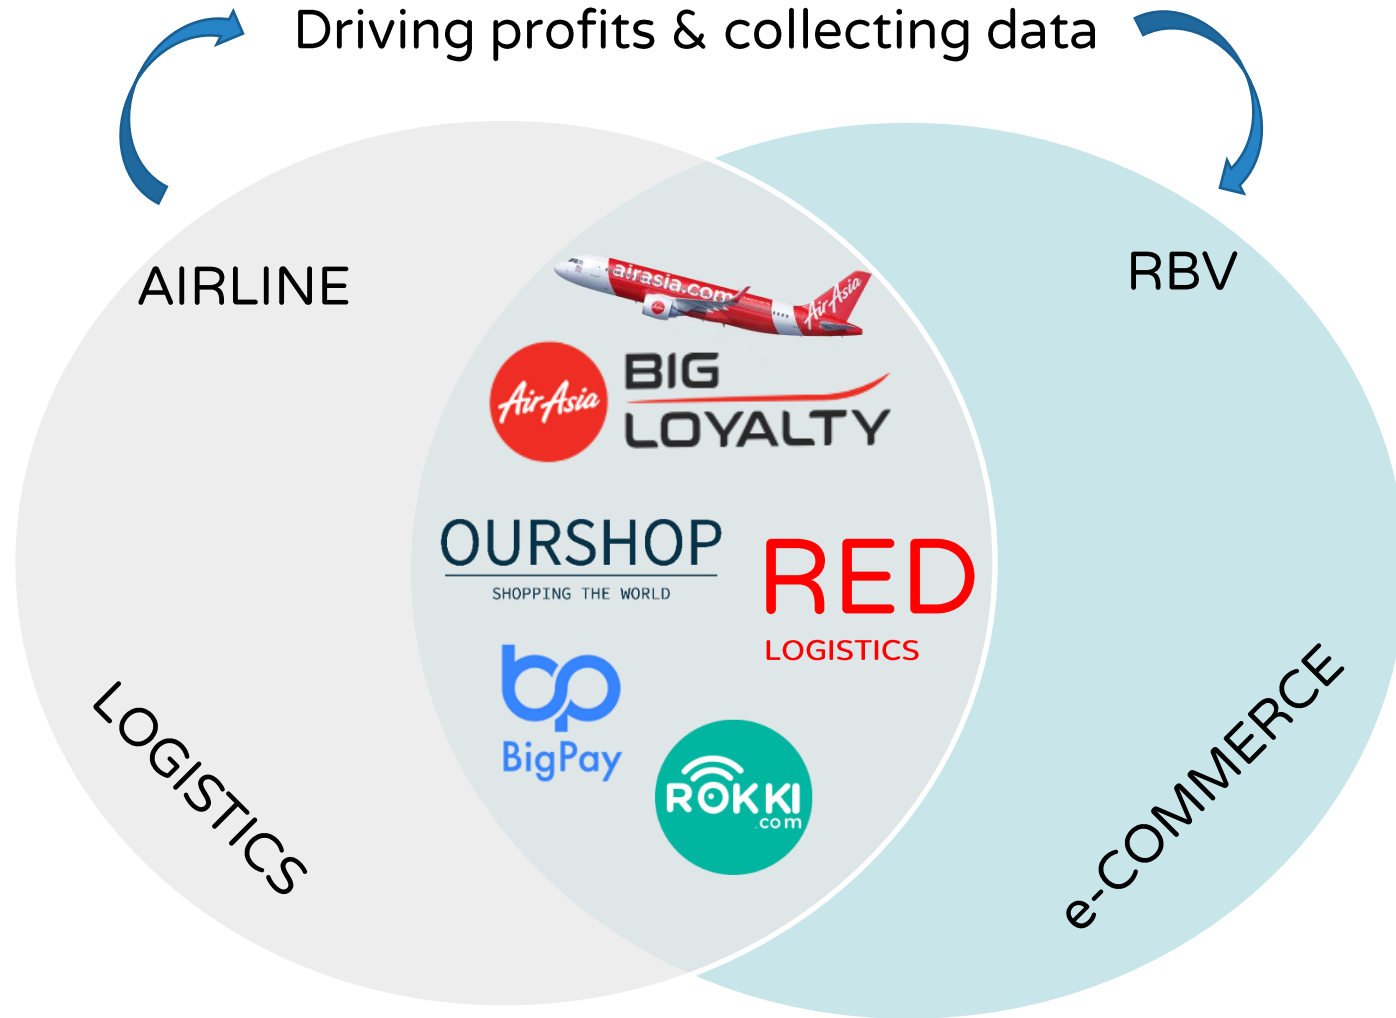 Driving profits & collecting data
AIRLINE
RBV
airasia.com
AirAsia
AirAsia
BIG
LOYALTY
OURSHOP
SHOPPING THE WORLD
RED
LOGISTICS
bp
BigPay
ROKKI
.com
LOGISTICS
e-COMMERCE